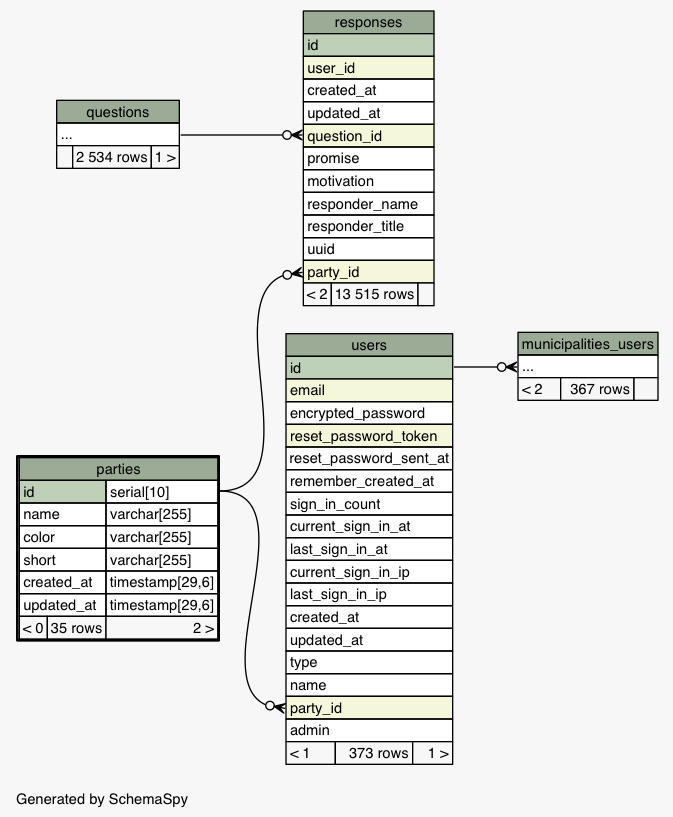 responses
id
user_id
created_at
updated_at
question_id
promise
motivation
responder_name
responder_title
uuid
party_id
< 2 13 515 rows
questions
...
2 534 rows 1 >
users
id
email
encrypted_password
reset_password_token
reset_password_sent_at
remember_created_at
sign_in_count
current_sign_in_at
last_sign_in_at
current_sign_in_ip
last_sign_in_ip
created_at
updated_at
type
name
party_id
admin
< 1 373 rows 1 >
municipalities_users
...
< 2 367 rows
parties
id serial[10]
name varchar[255]
color varchar[255]
short varchar[255]
created_at timestamp[29,6]
updated_at timestamp[29,6]
< 0 35 rows 2 >
Generated by SchemaSpy